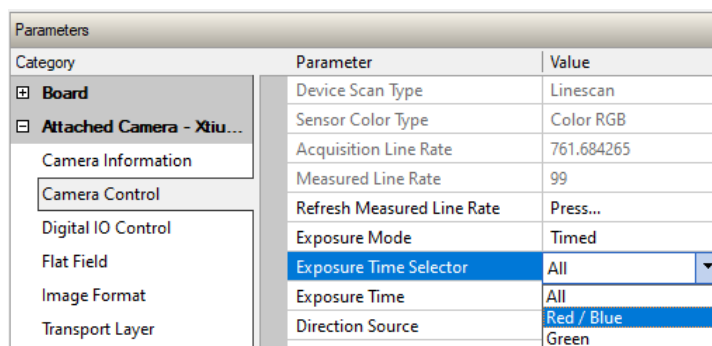 Parameters
Category Parameter Value
Board Device Scan Type Linescan
Attached Camera - Xtiu... Sensor Color Type Color RGB
Camera Information Acquisition Line Rate 761.684265
Camera Control Measured Line Rate 99
Refresh Measured Line Rate Press...
Digital IO Control Exposure Mode Timed
Flat Field Exposure Time Selector All
Image Format Exposure Time All
Red / Blue
Transport Layer Direction Source Green